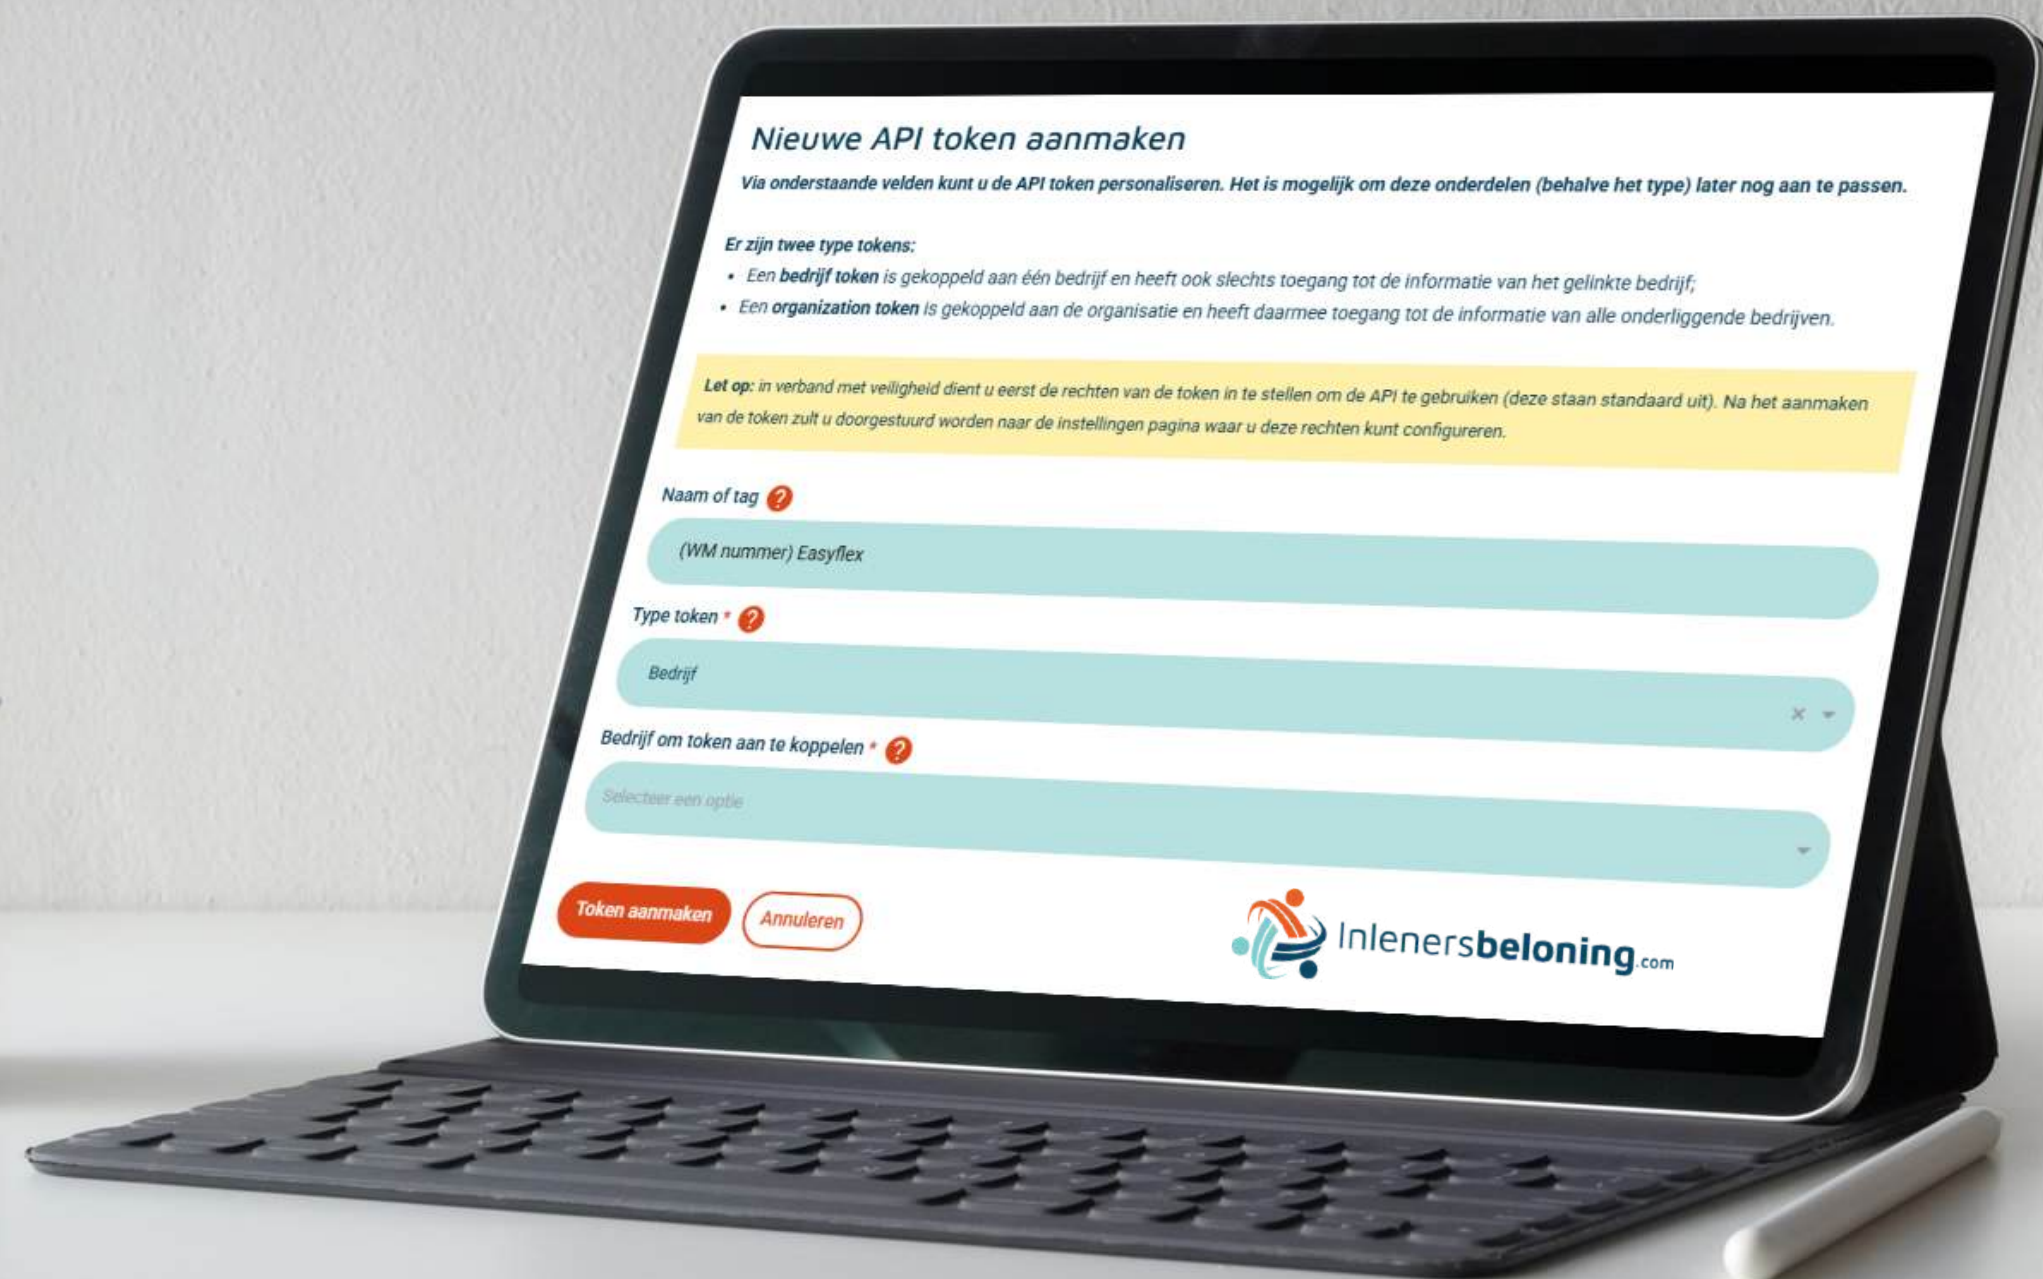 Nieuwe API token aanmaken
Via onderstaande velden kunt u de API token personaliseren. Het is mogelijk om deze onderdelen (behalve het type) later nog aan te passen.
Er zijn twee type tokens:
• Een bedrijf token is gekoppeld aan één bedrijf en heeft ook slechts toegang tot de informatie van het gelinkte bedrijf;
• Een organization token is gekoppeld aan de organisatie en heeft daarmee toegang tot de informatie van alle onderliggende bedrijven.
Let op: in verband met veiligheid dient u eerst de rechten van de token in te stellen om de API te gebruiken (deze staan standaard uit). Na het aanmaken
van de token zult u doorgestuurd worden naar de instellingen pagina waar u deze rechten kunt configureren.
Naam of tag ?
(WM nummer) Easyflex
Type token * ?
Bedrijf
Bedrijf om token aan te koppelen * ?
Selecteer een optie
Token aanmaken Annuleren
Inlenersbeloning.com